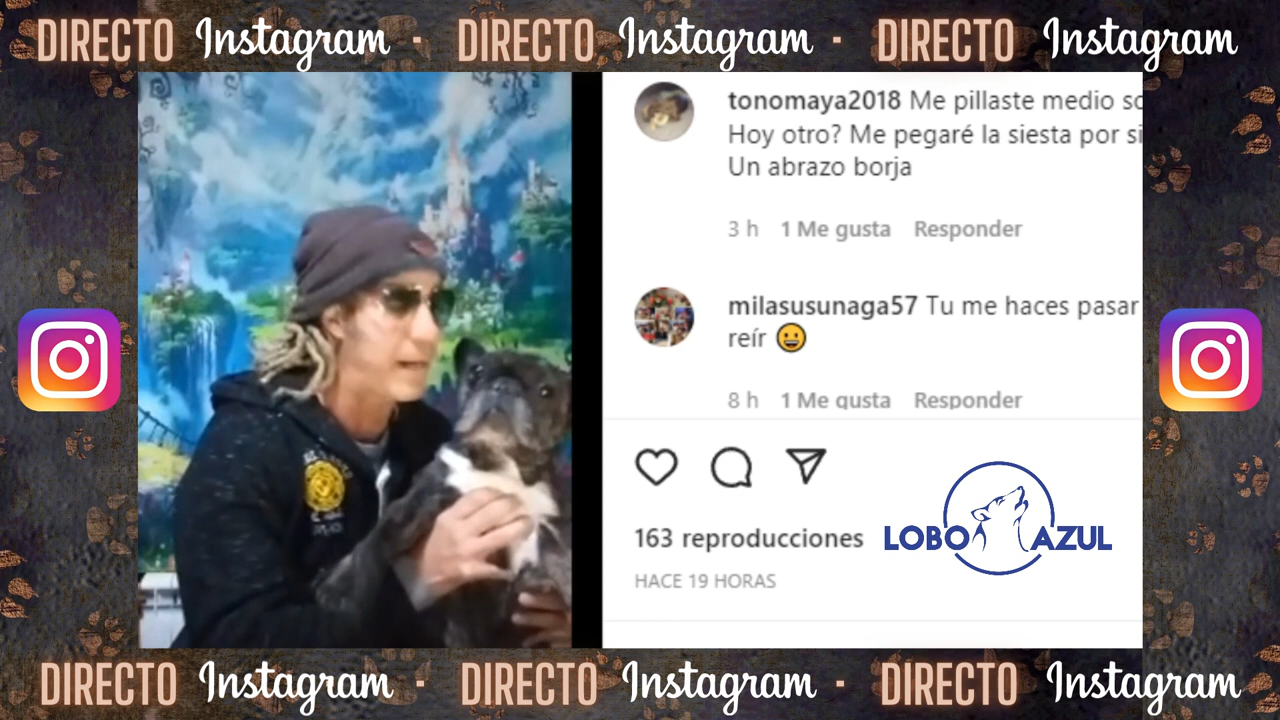 DIRECTO Instagram · DIRECTO Instagram · DIRECTO Instagram
tonomaya2018 Me pillaste medio
Hoy otro? Me pegaré la siesta por si
Un abrazo borja
3 h 1 Me gusta Responder
milasusunaga57 Tu me haces pasar
reír 😀
8 h 1 Me gusta Responder
163 reproducciones
LOBO AZUL
HACE 19 HORAS
DIRECTO Instagram · DIRECTO Instagram · DIRECTO Instagram